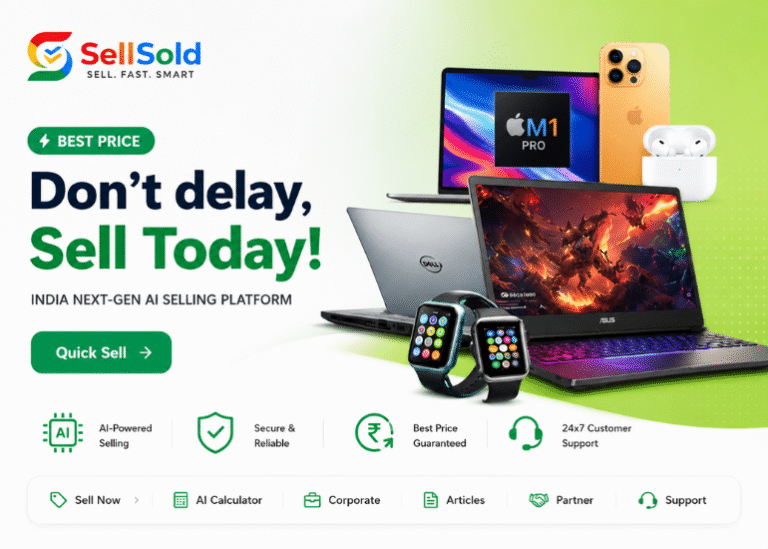 SellSold
SELL. FAST. SMART
BEST PRICE
Don't delay,
Sell Today!
INDIA NEXT-GEN AI SELLING PLATFORM
Quick Sell →
M1
PRO
DELL
ASUS
AI
AI-Powered
Selling
Secure &
Reliable
₹
Best Price
Guaranteed
24x7 Customer
Support
Sell Now >
AI Calculator
Corporate
Articles
Partner
Support